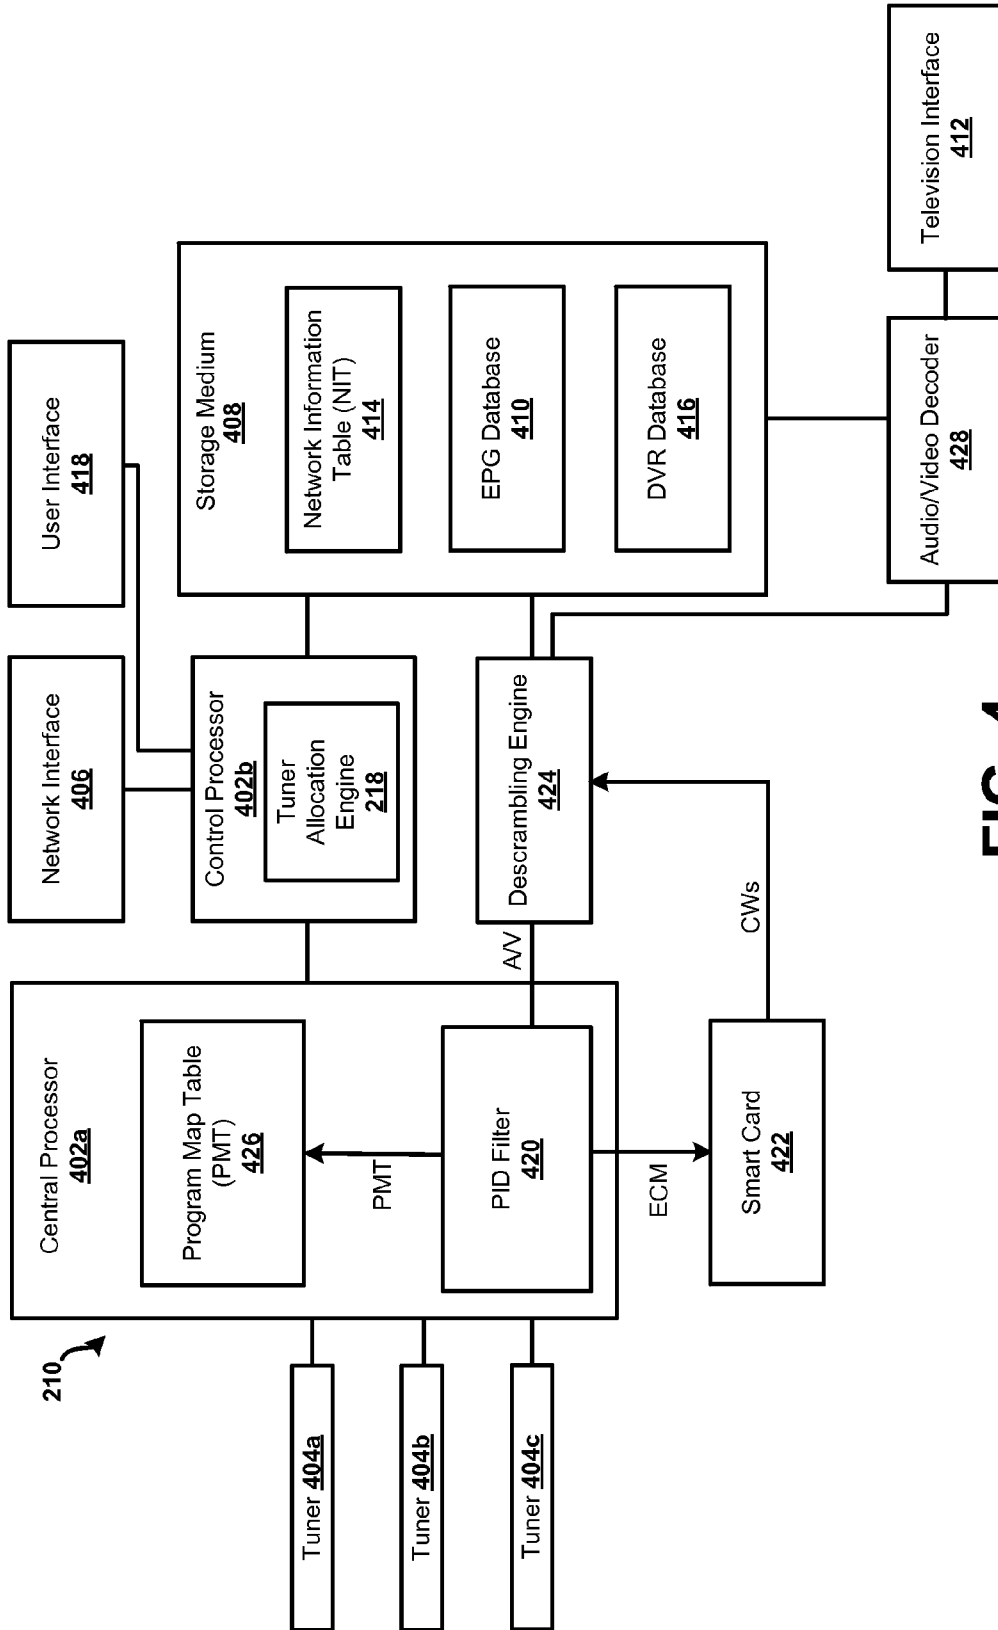 210
Tuner 404a
Tuner 404b
Tuner 404c
Central Processor
402a
Program Map Table
(PMT)
426
PMT
PID Filter
420
ECM
Smart Card
422
A/V
CWs
Network Interface
406
User Interface
418
Control Processor
402b
Tuner
Allocation
Engine
218
Descrambling Engine
424
Storage Medium
408
Network Information
Table (NIT)
414
EPG Database
410
DVR Database
416
Audio/Video Decoder
428
Television Interface
412